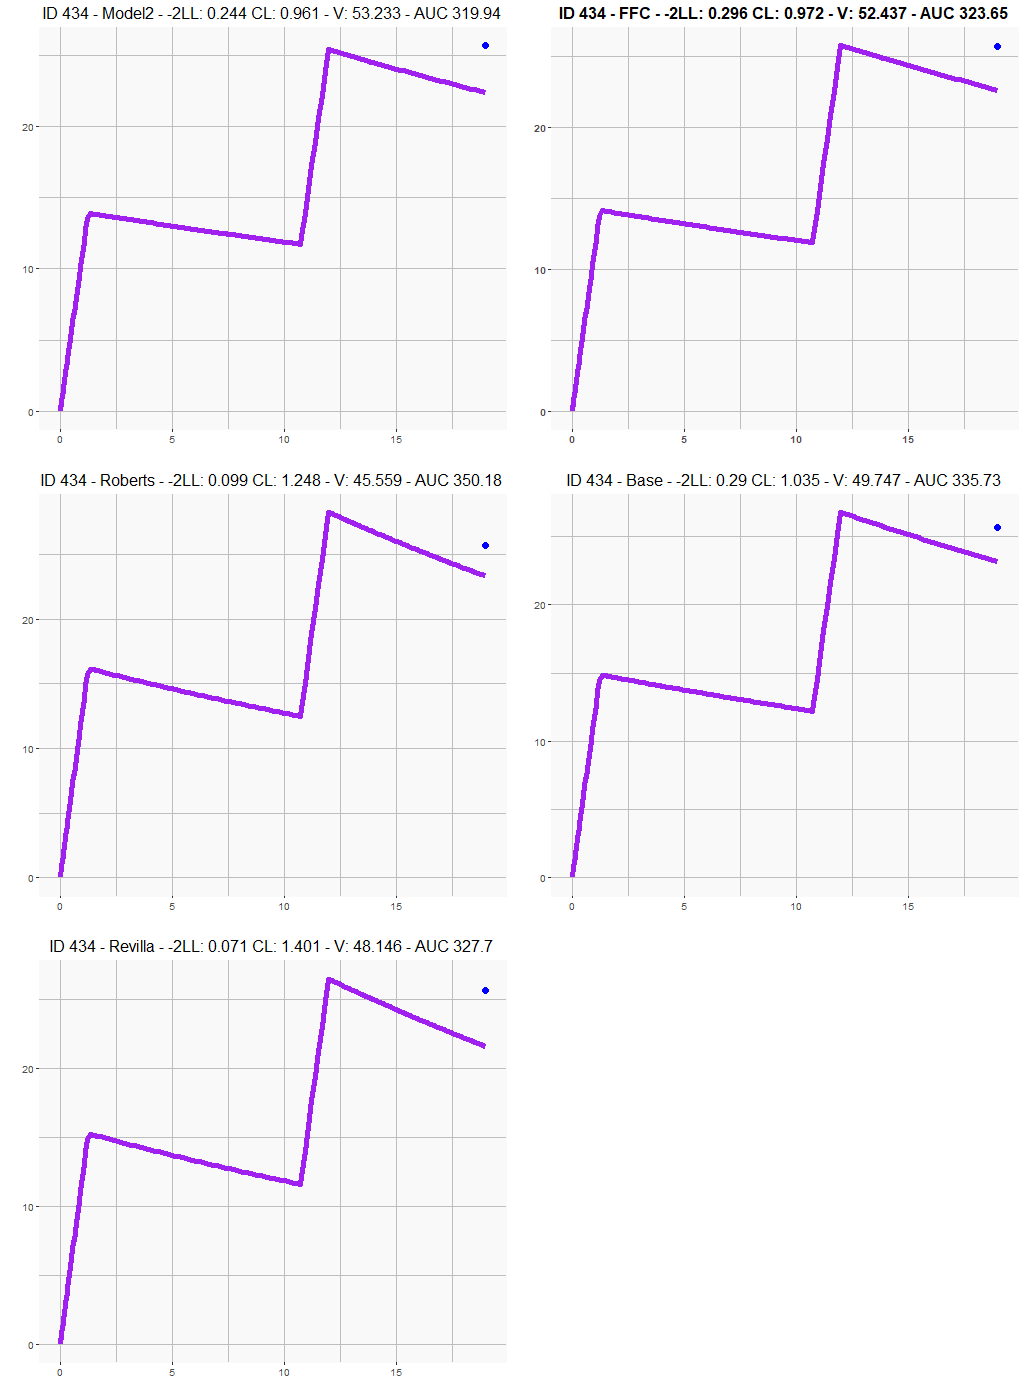 ID 434 - Model2 - -2LL: 0.244 CL: 0.961 - V: 53.233 - AUC 319.94
20
10
0
0 5 10 15
ID 434 - FFC - -2LL: 0.296 CL: 0.972 - V: 52.437 - AUC 323.65
20
10
0
0 5 10 15
ID 434 - Roberts - -2LL: 0.099 CL: 1.248 - V: 45.559 - AUC 350.18
20
10
0
0 5 10 15
ID 434 - Base - -2LL: 0.29 CL: 1.035 - V: 49.747 - AUC 335.73
20
10
0
0 5 10 15
ID 434 - Revilla - -2LL: 0.071 CL: 1.401 - V: 48.146 - AUC 327.7
20
10
0
0 5 10 15